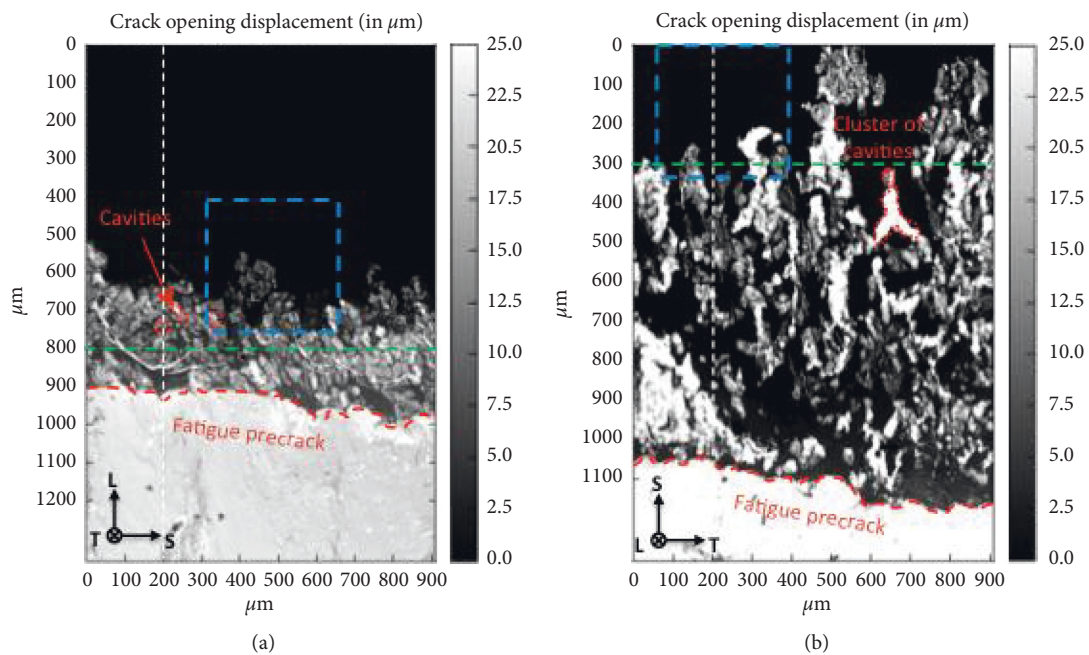 Crack opening displacement (in μm)
0
100
200
300
400
500
600
700
800
900
1000
1100
1200
μm
Cavities
Fatigue precrack
L
T
S
0 100 200 300 400 500 600 700 800 900
μm
25.0
22.5
20.0
17.5
15.0
12.5
10.0
7.5
5.0
2.5
0.0
(a)
Crack opening displacement (in μm)
0
100
200
300
400
500
600
700
800
900
1000
1100
μm
Cluster of
cavities
Fatigue precrack
S
L
T
0 100 200 300 400 500 600 700 800 900
μm
25.0
22.5
20.0
17.5
15.0
12.5
10.0
7.5
5.0
2.5
0.0
(b)